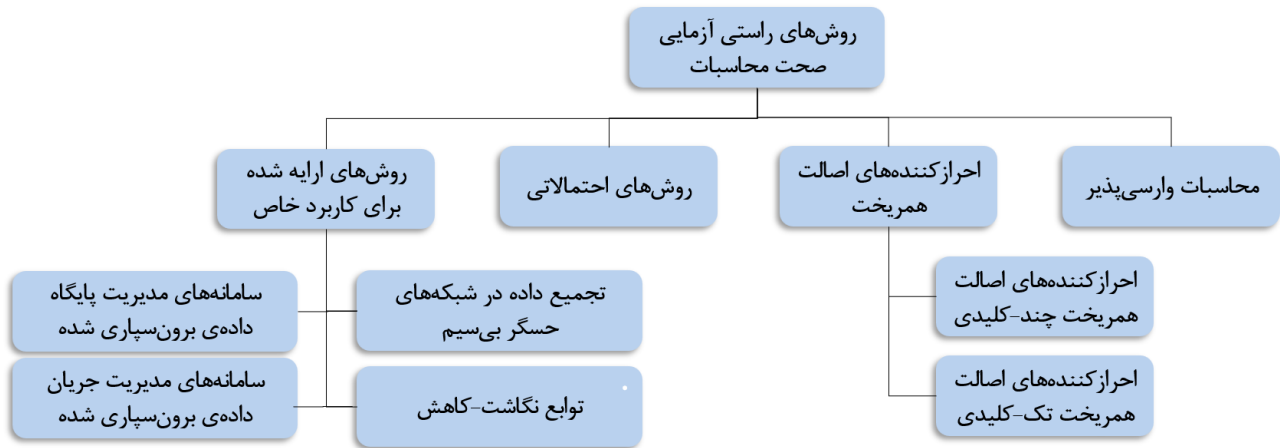 روش‌های راستی آزمایی
صحت محاسبات
محاسبات وارسی‌پذیر
احرازکننده‌های اصالت
همریخت
روش‌های احتمالاتی
روش‌های ارایه شده
برای کاربرد خاص
احرازکننده‌های اصالت
همریخت چند-کلیدی
احرازکننده‌های اصالت
همریخت تک-کلیدی
تجمیع داده در شبکه‌های
حسگر بی‌سیم
سامانه‌های مدیریت پایگاه
داده‌ی برون‌سپاری شده
توابع نگاشت-کاهش
سامانه‌های مدیریت جریان
داده‌ی برون‌سپاری شده